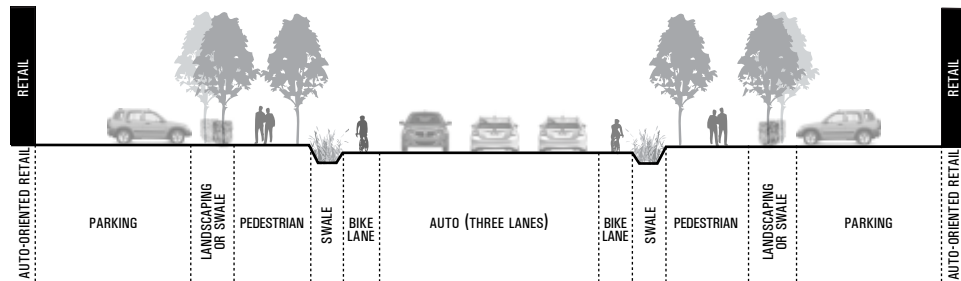 RETAIL
RETAIL
AUTO-ORIENTED RETAIL
PARKING
LANDSCAPING
OR SWALE
PEDESTRIAN
SWALE
BIKE
LANE
AUTO (THREE LANES)
BIKE
LANE
SWALE
PEDESTRIAN
LANDSCAPING
OR SWALE
PARKING
AUTO-ORIENTED RETAIL